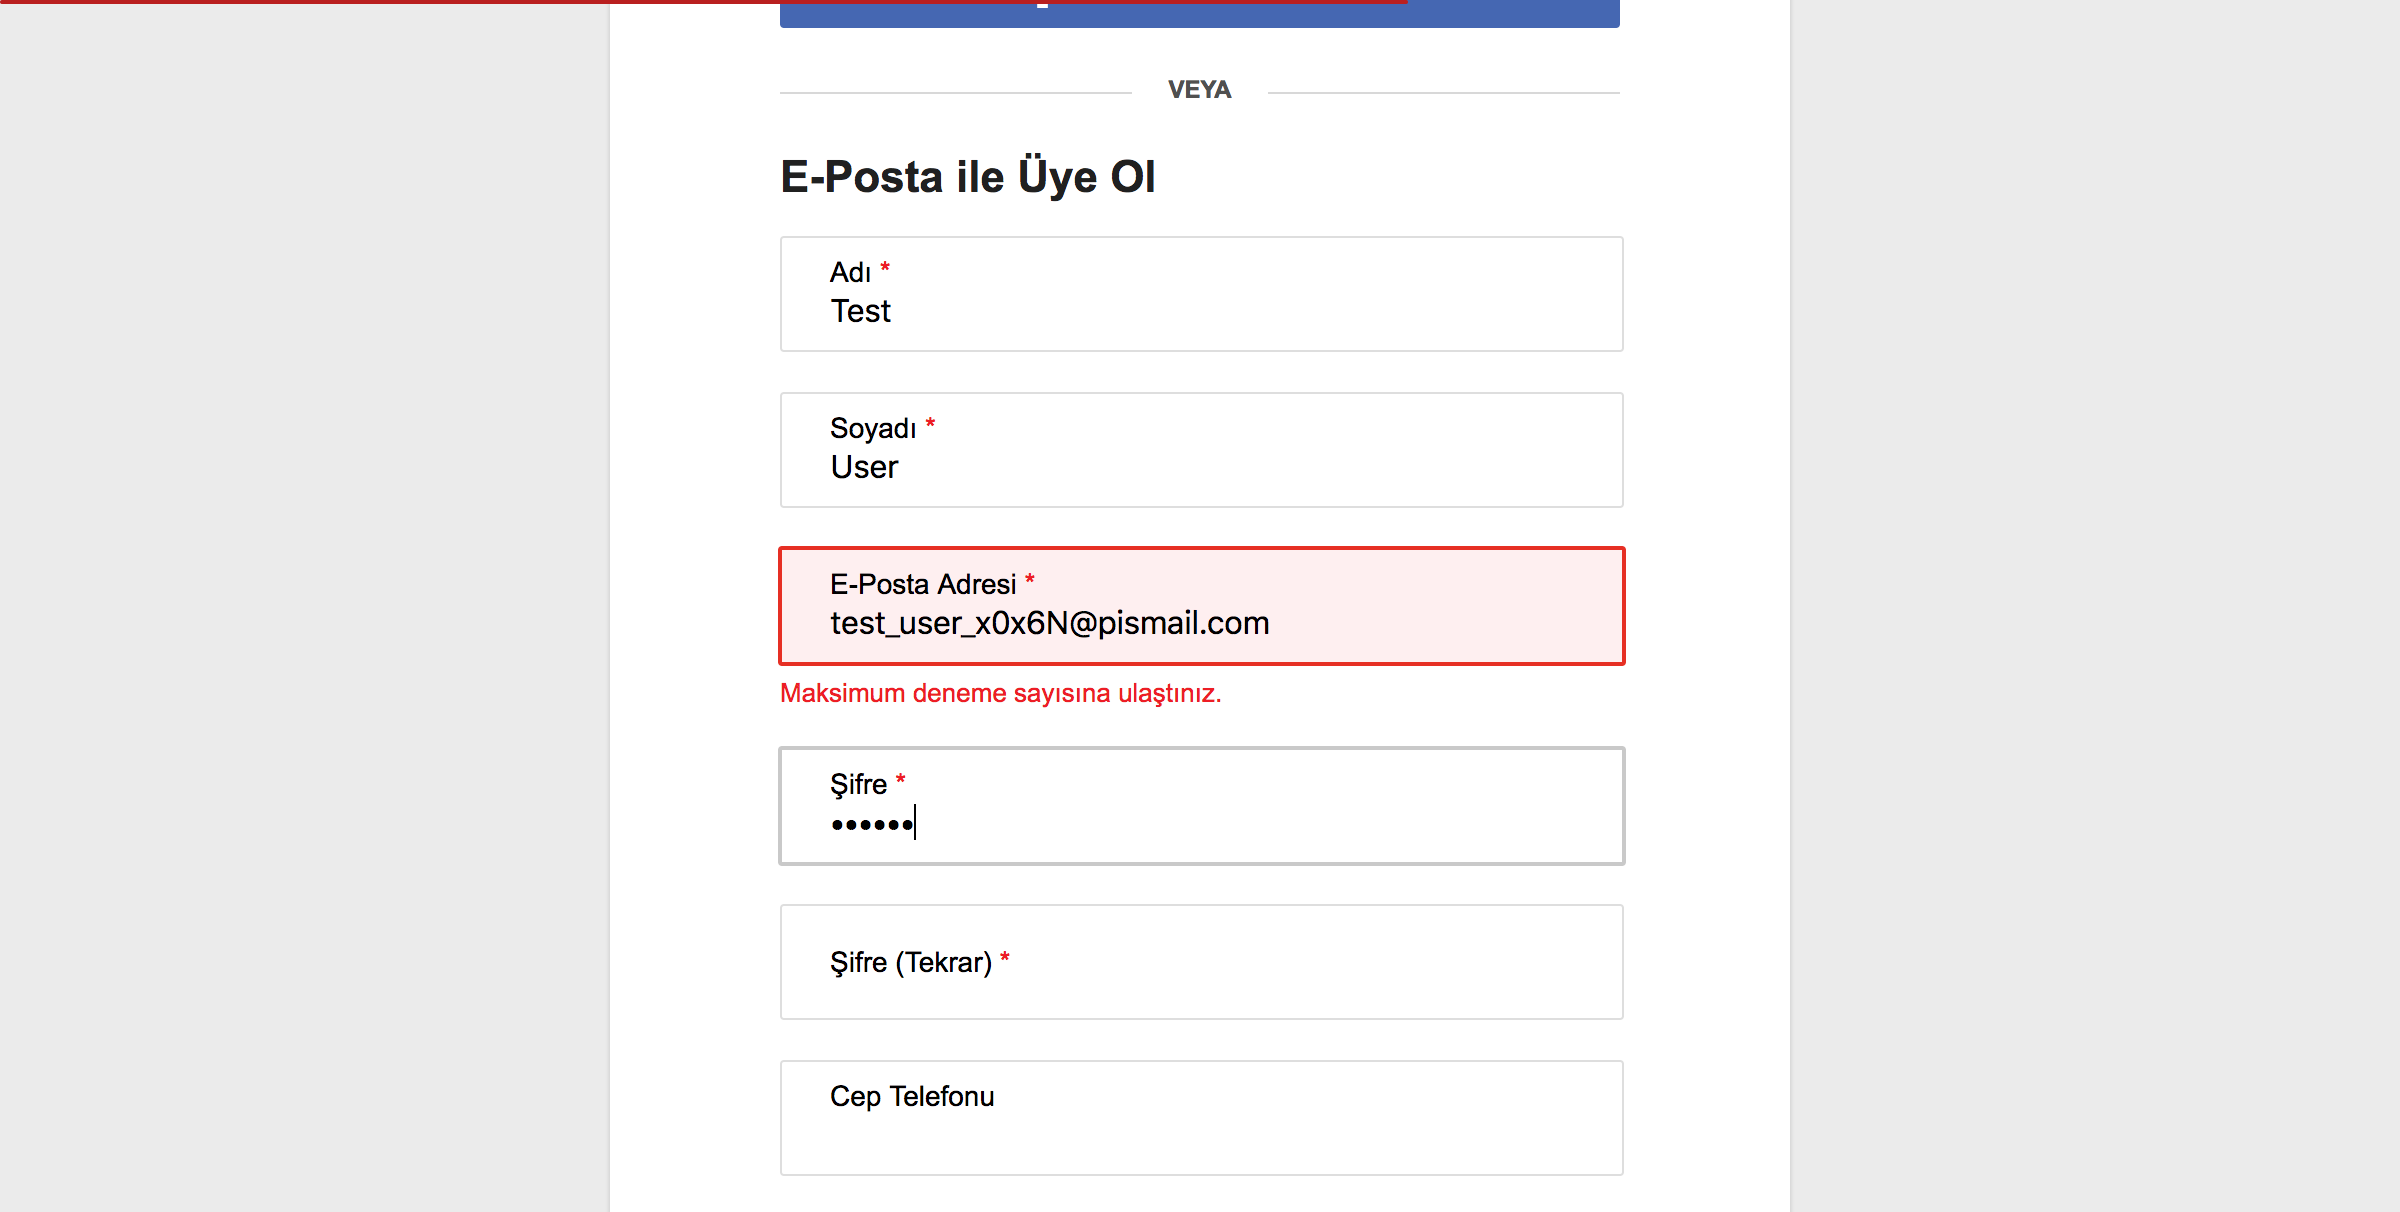 VEYA
E-Posta ile Üye Ol
Adı *
Test
Soyadı *
User
E-Posta Adresi *
test_user_x0x6N@pismail.com
Maksimum deneme sayısına ulaştınız.
Şifre *
••••••
Şifre (Tekrar) *
Cep Telefonu